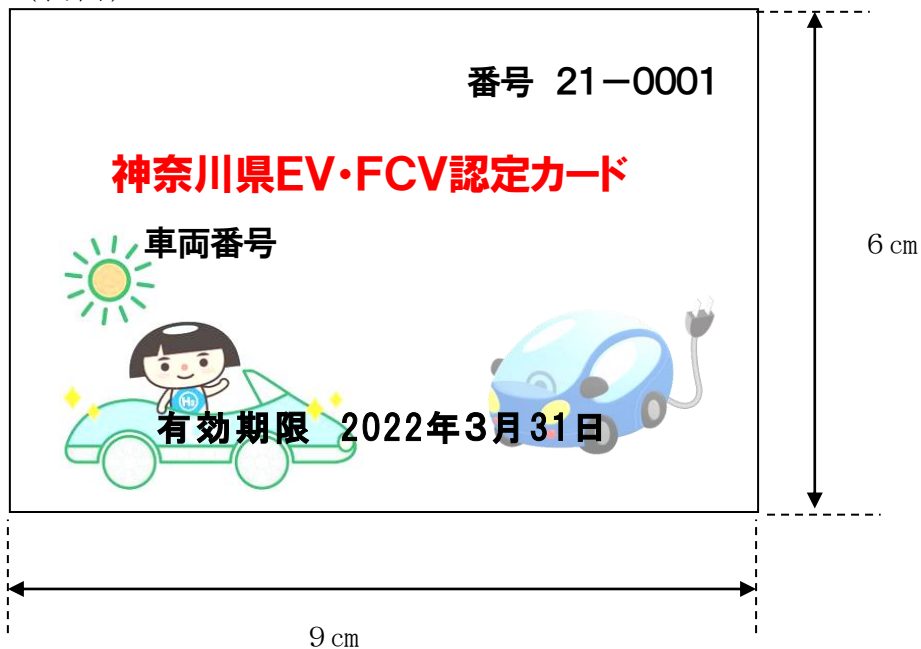 番号 21－0001
神奈川県EV・FCV認定カード
車両番号
6㎝
H2
有効期限 2022年3月31日
9㎝